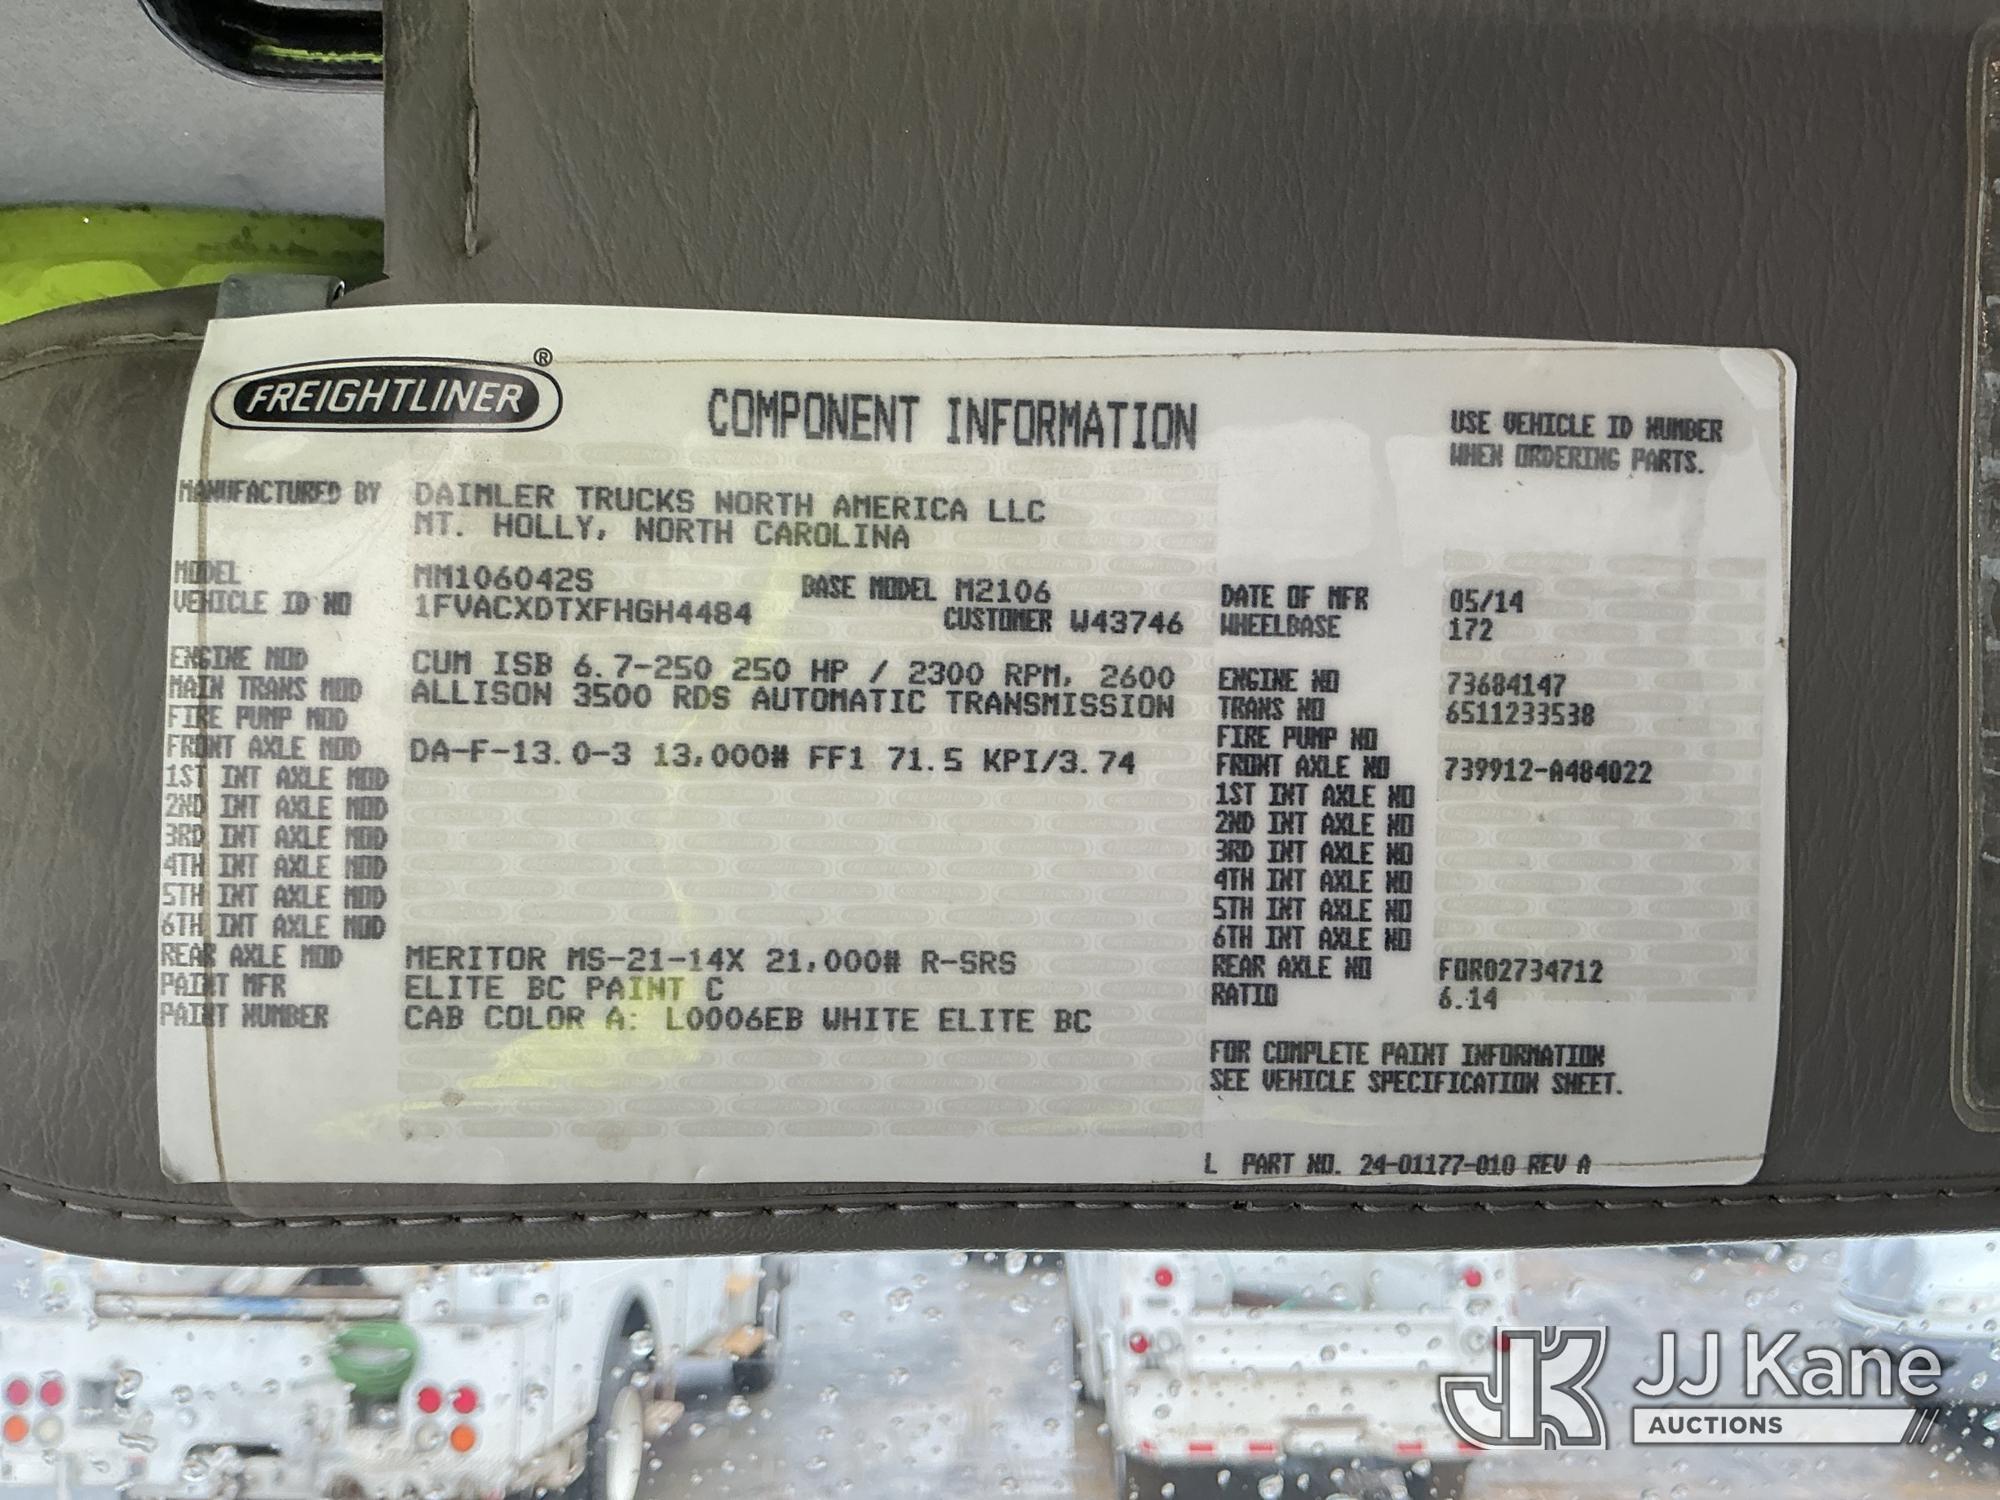 FREIGHTLINER ®
COMPONENT INFORMATION
USE VEHICLE ID NUMBER
WHEN ORDERING PARTS.
MANUFACTURED BY DAIMLER TRUCKS NORTH AMERICA LLC
MT. HOLLY, NORTH CAROLINA
MODEL MM106042S BASE MODEL M2106 DATE OF MFR 05/14
VEHICLE ID NO 1FVACXDTXFHGH4484 CUSTOMER W43746 WHEELBASE 172
ENGINE MOD CUM ISB 6.7-250 250 HP / 2300 RPM, 2600 ENGINE NO 73684147
MAIN TRANS MOD ALLISON 3500 RDS AUTOMATIC TRANSMISSION TRANS NO 6511233538
FIRE PUMP MOD FIRE PUMP NO
FRONT AXLE MOD DA-F-13.0-3 13,000# FF1 71.5 KPI/3.74 FRONT AXLE NO 739912-A484022
1ST INT AXLE MOD 1ST INT AXLE NO
2ND INT AXLE MOD 2ND INT AXLE NO
3RD INT AXLE MOD 3RD INT AXLE NO
4TH INT AXLE MOD 4TH INT AXLE NO
5TH INT AXLE MOD 5TH INT AXLE NO
6TH INT AXLE MOD 6TH INT AXLE NO
REAR AXLE MOD MERITOR MS-21-14X 21,000# R-SRS REAR AXLE NO FOR02734712
PAINT MFR ELITE BC PAINT C RATIO 6.14
PAINT NUMBER CAB COLOR A: L0006EB WHITE ELITE BC
FOR COMPLETE PAINT INFORMATION
SEE VEHICLE SPECIFICATION SHEET.
L PART NO. 24-01177-010 REV A
JK JJ Kane
AUCTIONS